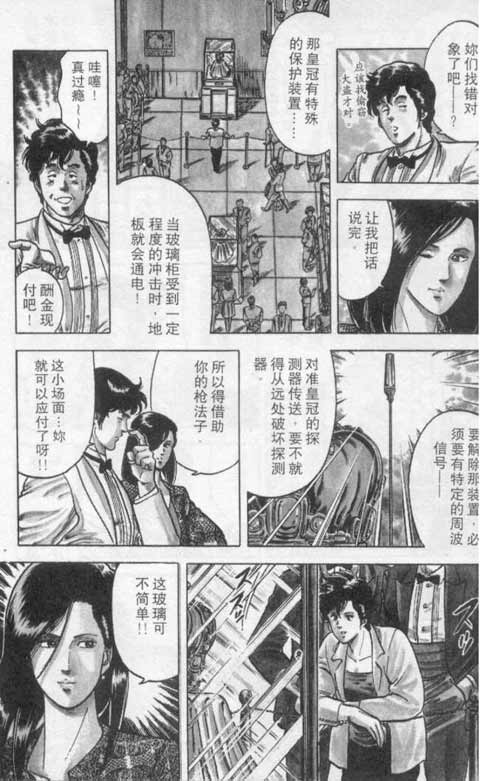 妳们找错对
象了吧——？
应该找偷窃
大盗才对。
让我把话
说完。
那皇冠有特殊
的保护装置……
当玻璃柜受到一定
程度的冲击时，地
板就会通电！
哇噻！
真过瘾～
酬金现
付吧！
要解除那装置，必
须要有特定的周波
信号——
对准皇冠的探
测器传送，要不就
得从远处破坏探测
器。
所以得借助
你的枪法子
这小场面…妳
就可以应付了呀!!
スッ
这玻璃可
不简单!!